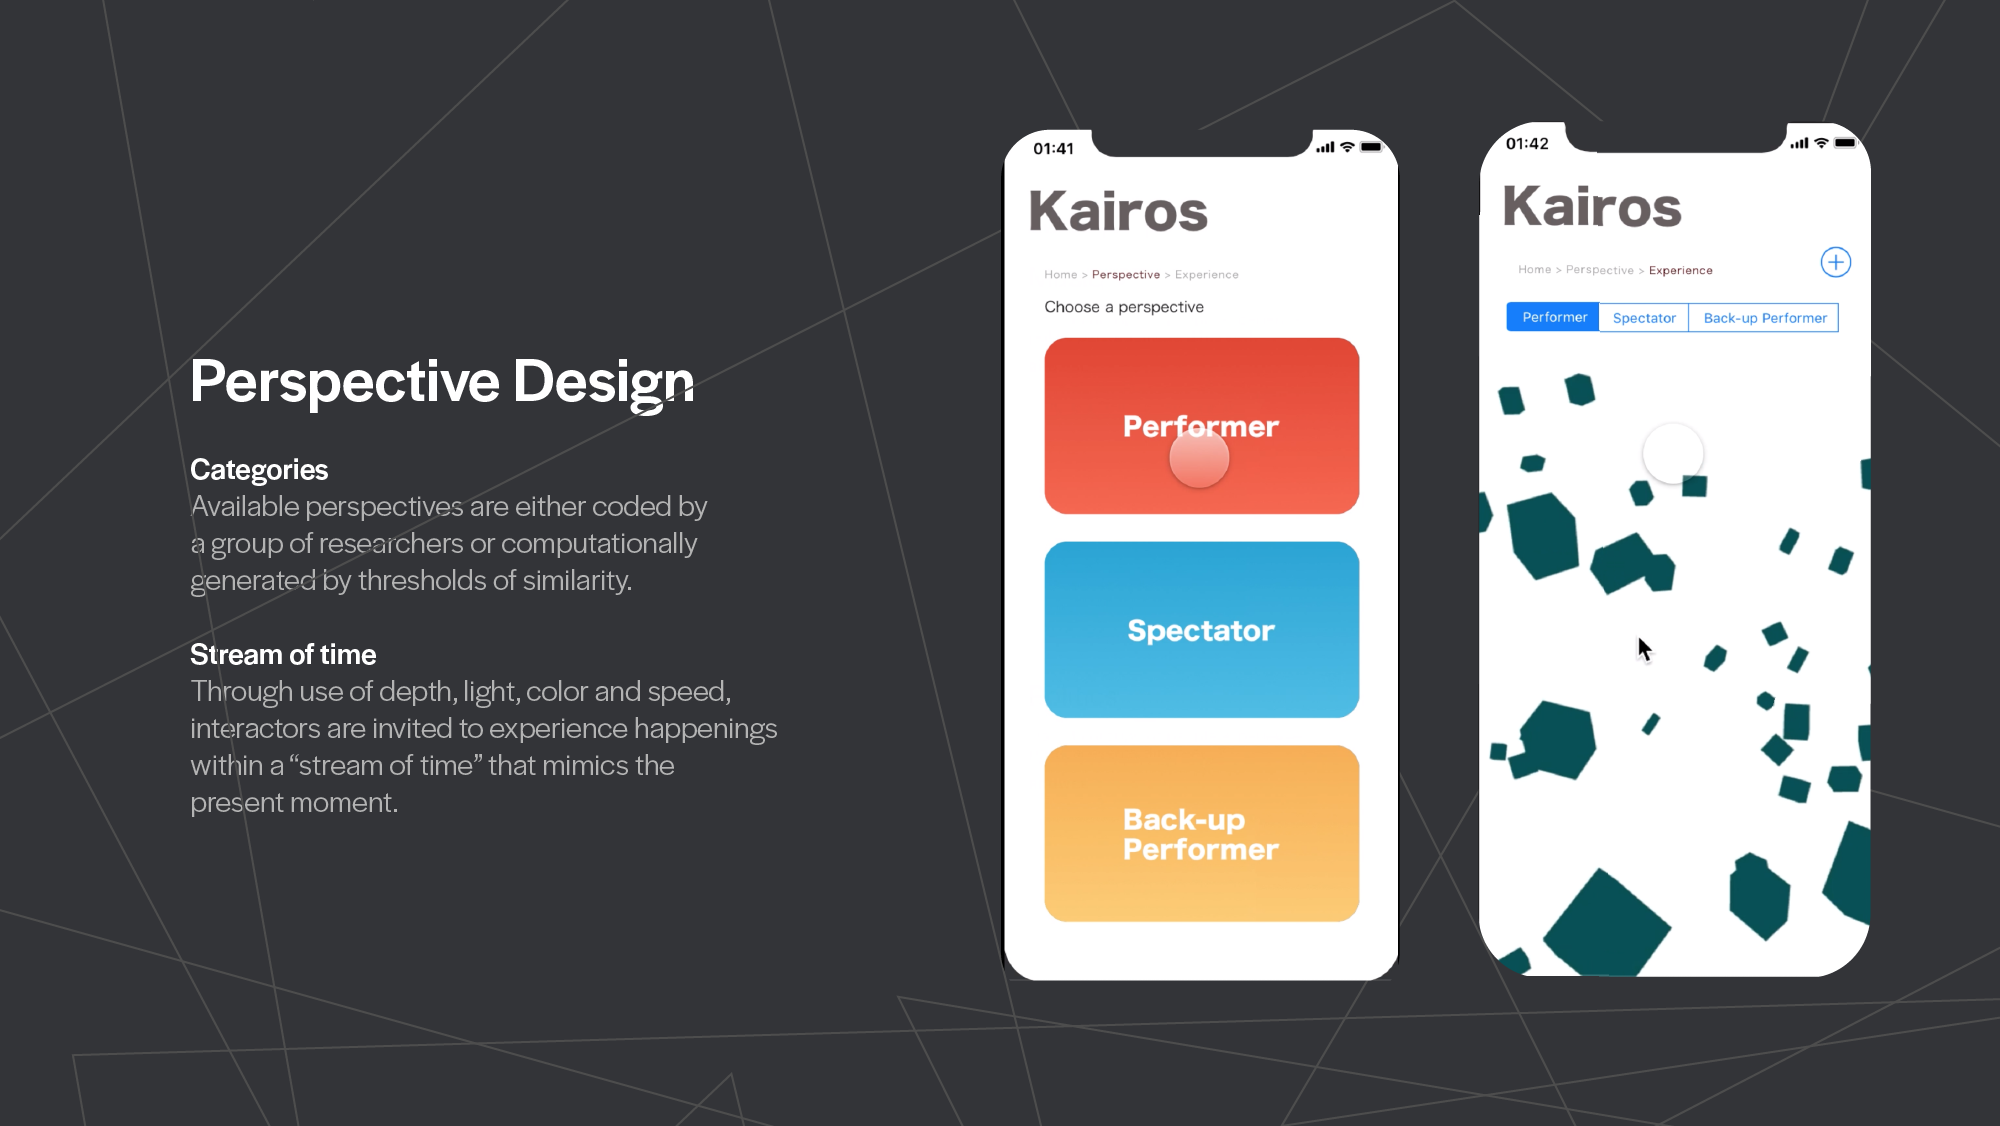 Perspective Design
Categories
Available perspectives are either coded by
a group of researchers or computationally
generated by thresholds of similarity.
Stream of time
Through use of depth, light, color and speed,
interactors are invited to experience happenings
within a “stream of time” that mimics the
present moment.
01:41
Kairos
Home > Perspective > Experience
Choose a perspective
Performer
Spectator
Back-up
Performer
01:42
Kairos
Home > Perspective > Experience
Performer Spectator Back-up Performer